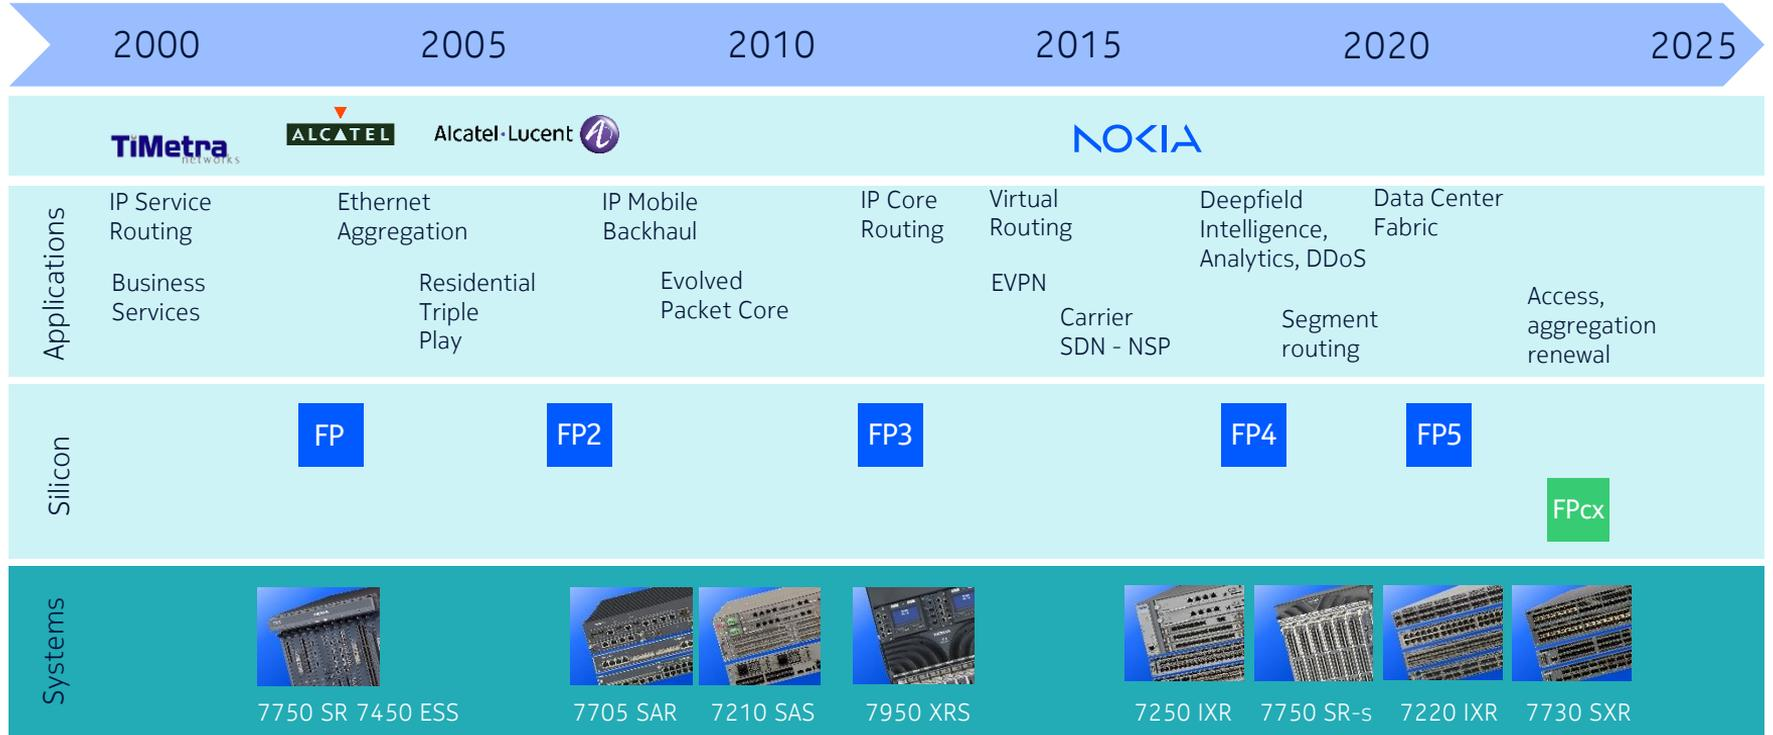 2000 2005 2010 2015 2020 2025
TiMetra
networks
ALCATEL
Alcatel·Lucent
NOKIA
Applications
IP Service
Routing
Ethernet
Aggregation
IP Mobile
Backhaul
IP Core
Routing
Virtual
Routing
Deepfield
Intelligence,
Analytics, DDoS
Data Center
Fabric
Business
Services
Residential
Triple
Play
Evolved
Packet Core
EVPN
Carrier
SDN - NSP
Segment
routing
Access,
aggregation
renewal
Silicon
FP
FP2
FP3
FP4
FP5
FPcx
Systems
7750 SR 7450 ESS
7705 SAR
7210 SAS
7950 XRS
7250 IXR
7750 SR-s
7220 IXR
7730 SXR